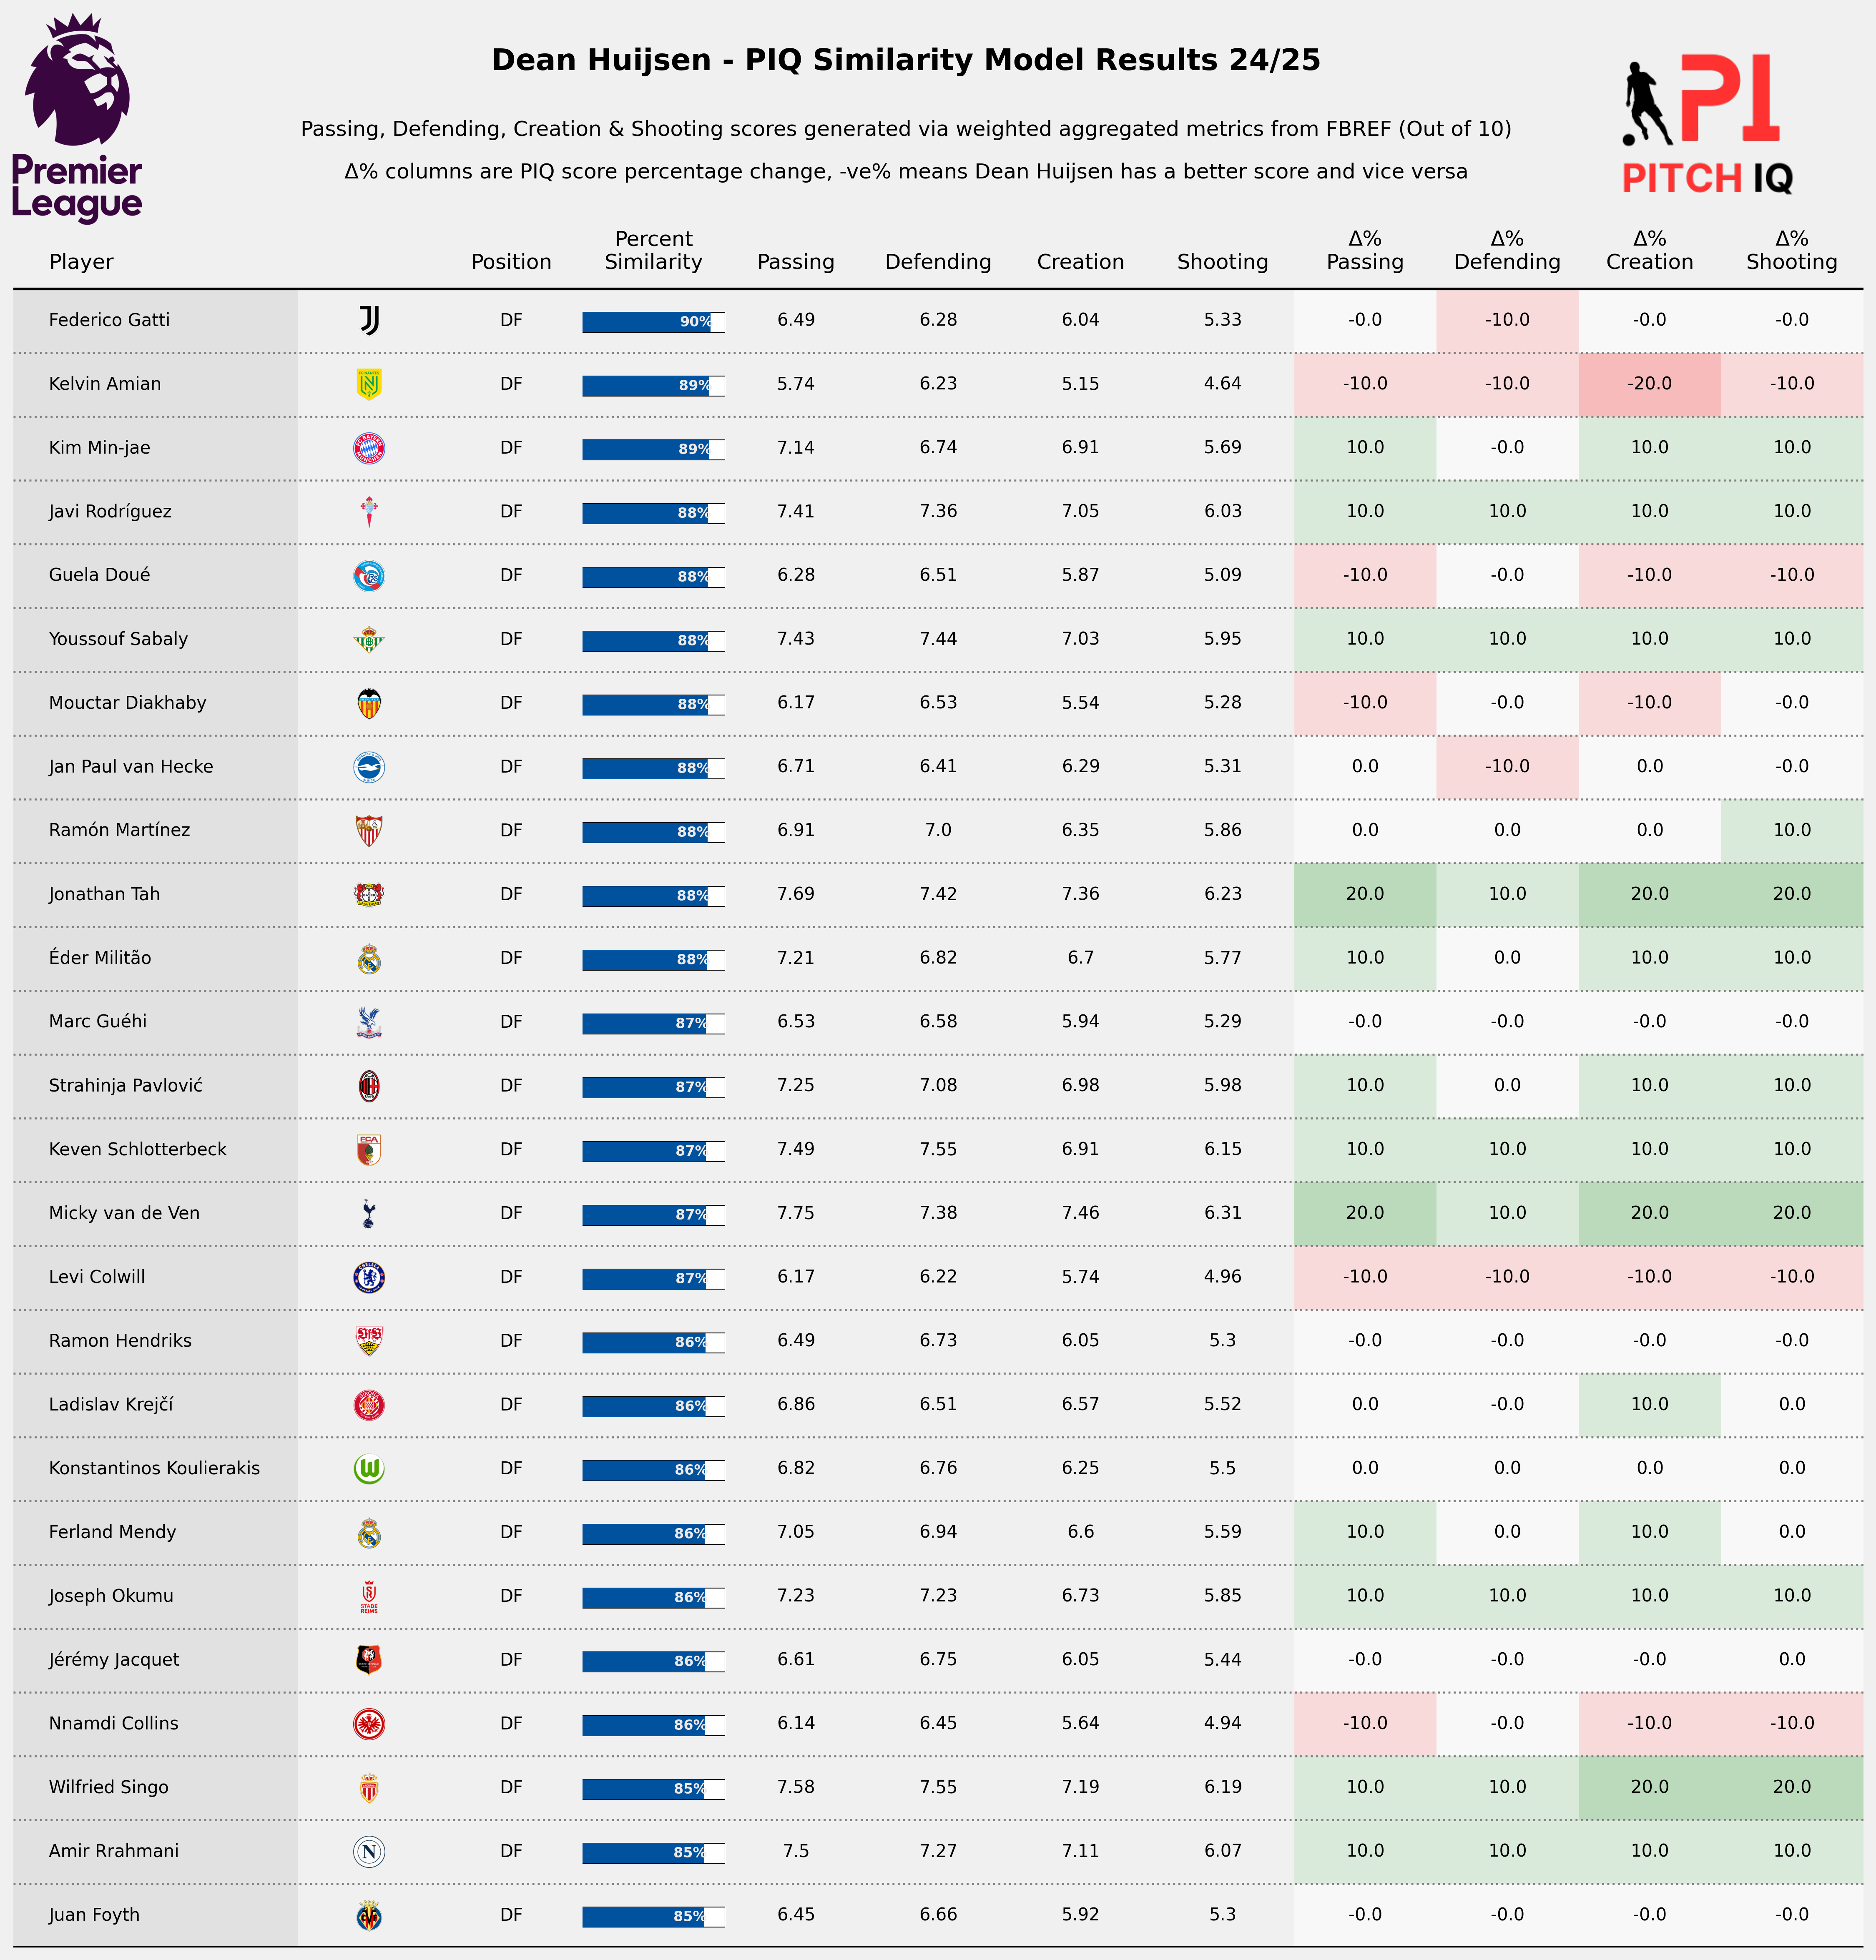 Dean Huijsen - PIQ Similarity Model Results 24/25
Passing, Defending, Creation & Shooting scores generated via weighted aggregated metrics from FBREF (Out of 10)
Δ% columns are PIQ score percentage change, -ve% means Dean Huijsen has a better score and vice versa
Premier
League
PI
PITCH IQ
Player Position Percent Similarity Passing Defending Creation Shooting Δ% Passing Δ% Defending Δ% Creation Δ% Shooting
Federico Gatti DF 90% 6.49 6.28 6.04 5.33 -0.0 -10.0 -0.0 -0.0
Kelvin Amian DF 89% 5.74 6.23 5.15 4.64 -10.0 -10.0 -20.0 -10.0
Kim Min-jae DF 89% 7.14 6.74 6.91 5.69 10.0 -0.0 10.0 10.0
Javi Rodríguez DF 88% 7.41 7.36 7.05 6.03 10.0 10.0 10.0 10.0
Guela Doué DF 88% 6.28 6.51 5.87 5.09 -10.0 -0.0 -10.0 -10.0
Youssouf Sabaly DF 88% 7.43 7.44 7.03 5.95 10.0 10.0 10.0 10.0
Mouctar Diakhaby DF 88% 6.17 6.53 5.54 5.28 -10.0 -0.0 -10.0 -0.0
Jan Paul van Hecke DF 88% 6.71 6.41 6.29 5.31 0.0 -10.0 0.0 -0.0
Ramón Martínez DF 88% 6.91 7.0 6.35 5.86 0.0 0.0 0.0 10.0
Jonathan Tah DF 88% 7.69 7.42 7.36 6.23 20.0 10.0 20.0 20.0
Éder Militão DF 88% 7.21 6.82 6.7 5.77 10.0 0.0 10.0 10.0
Marc Guéhi DF 87% 6.53 6.58 5.94 5.29 -0.0 -0.0 -0.0 -0.0
Strahinja Pavlović DF 87% 7.25 7.08 6.98 5.98 10.0 0.0 10.0 10.0
Keven Schlotterbeck DF 87% 7.49 7.55 6.91 6.15 10.0 10.0 10.0 10.0
Micky van de Ven DF 87% 7.75 7.38 7.46 6.31 20.0 10.0 20.0 20.0
Levi Colwill DF 87% 6.17 6.22 5.74 4.96 -10.0 -10.0 -10.0 -10.0
Ramon Hendriks DF 86% 6.49 6.73 6.05 5.3 -0.0 -0.0 -0.0 -0.0
Ladislav Krejčí DF 86% 6.86 6.51 6.57 5.52 0.0 -0.0 10.0 0.0
Konstantinos Koulierakis DF 86% 6.82 6.76 6.25 5.5 0.0 0.0 0.0 0.0
Ferland Mendy DF 86% 7.05 6.94 6.6 5.59 10.0 0.0 10.0 0.0
Joseph Okumu DF 86% 7.23 7.23 6.73 5.85 10.0 10.0 10.0 10.0
Jérémy Jacquet DF 86% 6.61 6.75 6.05 5.44 -0.0 -0.0 -0.0 0.0
Nnamdi Collins DF 86% 6.14 6.45 5.64 4.94 -10.0 -0.0 -10.0 -10.0
Wilfried Singo DF 85% 7.58 7.55 7.19 6.19 10.0 10.0 20.0 20.0
Amir Rrahmani DF 85% 7.5 7.27 7.11 6.07 10.0 10.0 10.0 10.0
Juan Foyth DF 85% 6.45 6.66 5.92 5.3 -0.0 -0.0 -0.0 -0.0